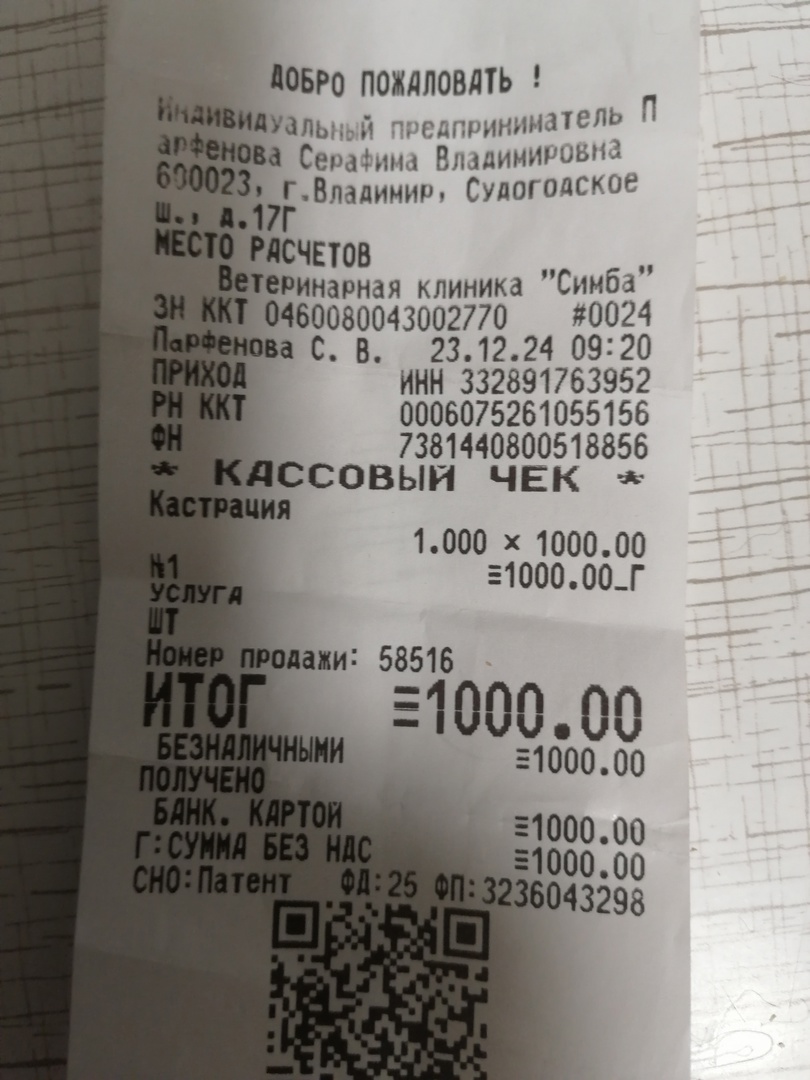 ДОБРО ПОЖАЛОВАТЬ !
Индивидуальный предприниматель П
арфенова Серафима Владимировна
600023, г.Владимир, Судогодское
ш., д.17Г
МЕСТО РАСЧЕТОВ
Ветеринарная клиника "Симба"
ЗН ККТ 0460080043002770 #0024
Парфенова С. В. 23.12.24 09:20
ПРИХОД ИНН 332891763952
РН ККТ 0006075261055156
ФН 7381440800518856
* КАССОВЫЙ ЧЕК *
Кастрация
1.000 × 1000.00
№1 ≡1000.00_Г
УСЛУГА
ШТ
Номер продажи: 58516
ИТОГ ≡1000.00
БЕЗНАЛИЧНЫМИ ≡1000.00
ПОЛУЧЕНО
БАНК. КАРТОЙ ≡1000.00
Г:СУММА БЕЗ НДС ≡1000.00
СНО:Патент ФД:25 ФП:3236043298